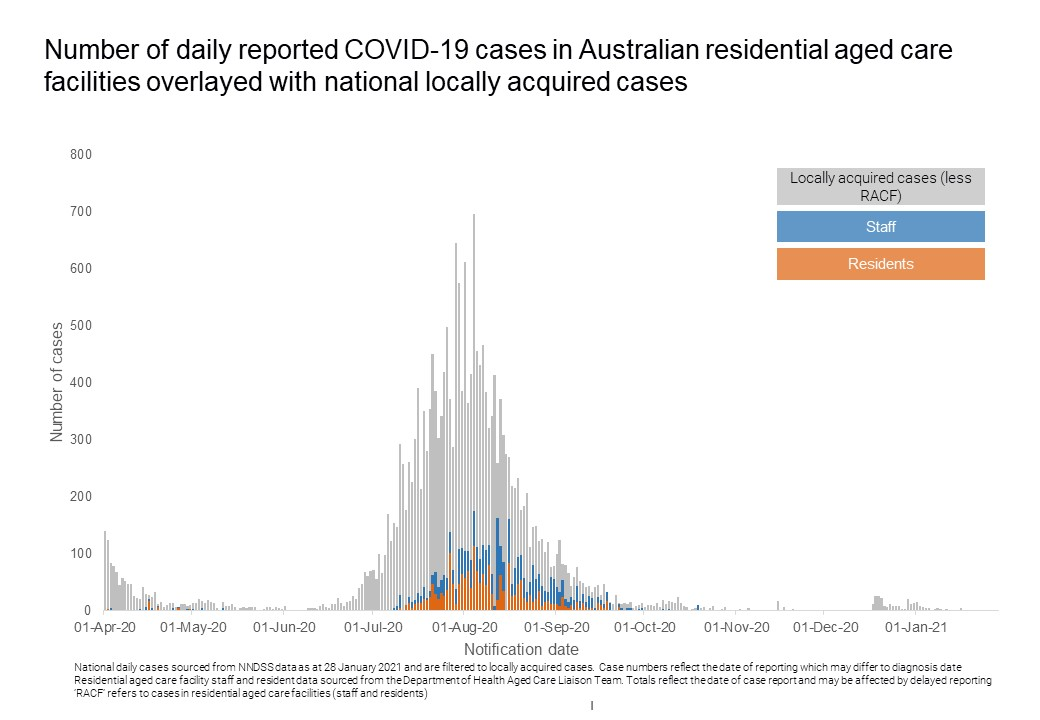 Number of daily reported COVID-19 cases in Australian residential aged care
facilities overlayed with national locally acquired cases
800
700
600
500
400
300
200
100
0
Number of cases
Locally acquired cases (less
RACF)
Staff
Residents
01-Apr-20 01-May-20 01-Jun-20 01-Jul-20 01-Aug-20 01-Sep-20 01-Oct-20 01-Nov-20 01-Dec-20 01-Jan-21
Notification date
National daily cases sourced from NNDSS data as at 28 January 2021 and are filtered to locally acquired cases. Case numbers reflect the date of reporting which may differ to diagnosis date
Residential aged care facility staff and resident data sourced from the Department of Health Aged Care Liaison Team. Totals reflect the date of case report and may be affected by delayed reporting
'RACF' refers to cases in residential aged care facilities (staff and residents)